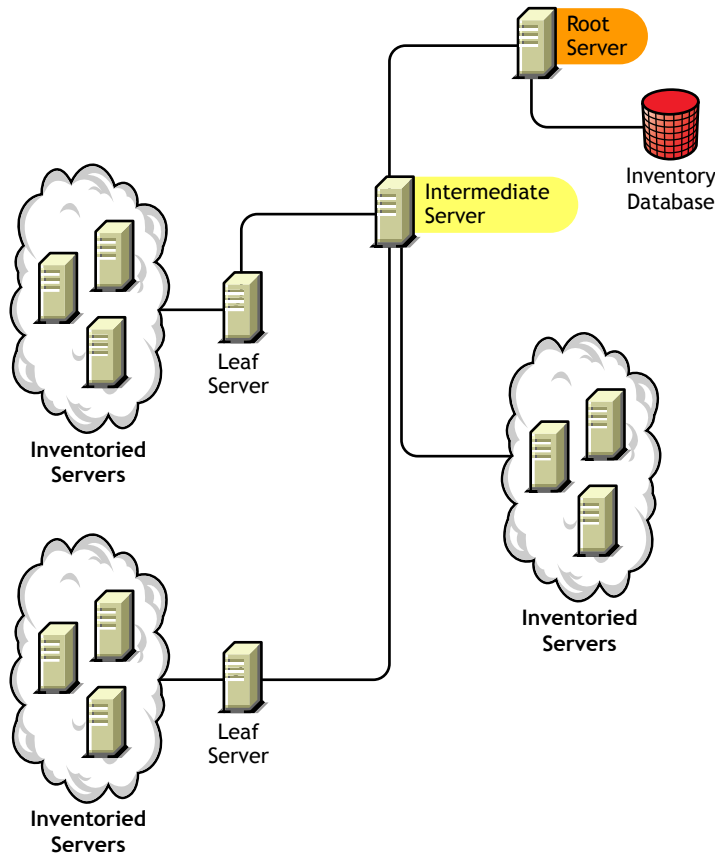 Root
Server
Inventory
Database
Intermediate
Server
Leaf
Server
Inventoried
Servers
Inventoried
Servers
Leaf
Server
Inventoried
Servers